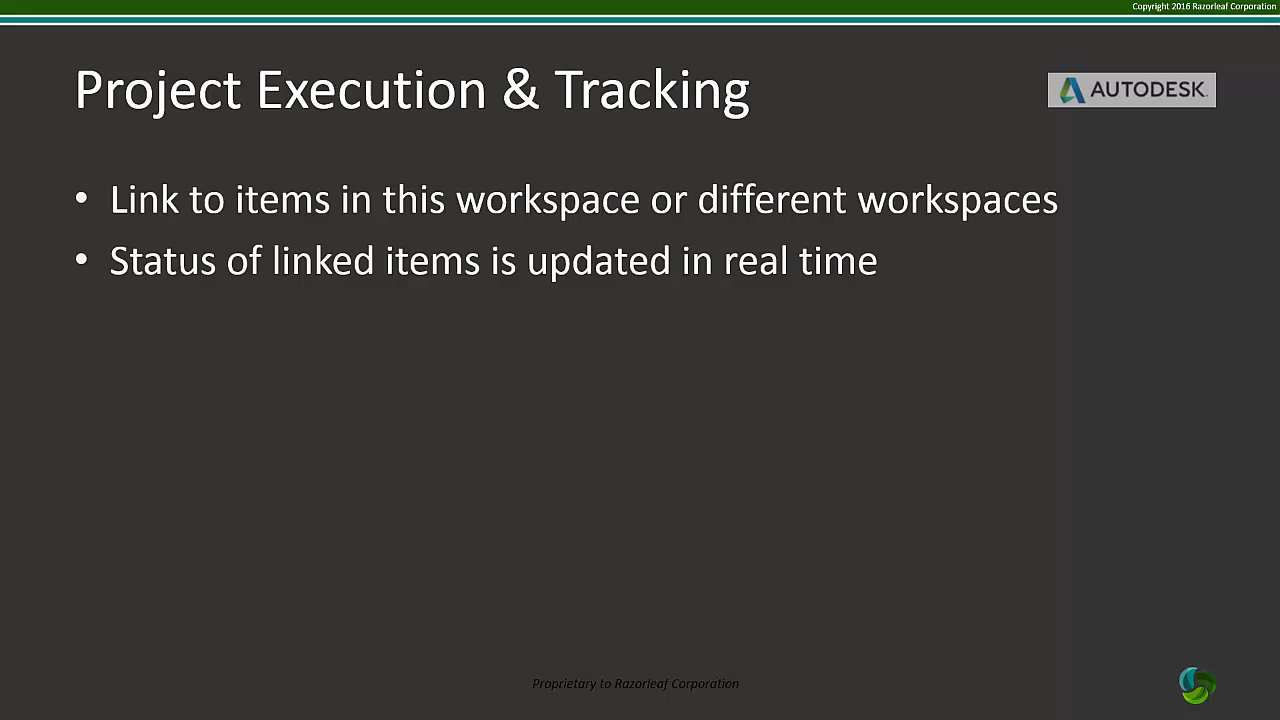 Copyright 2016 Razorleaf Corporation
Project Execution & Tracking
AUTODESK.
• Link to items in this workspace or different workspaces
• Status of linked items is updated in real time
Proprietary to Razorleaf Corporation